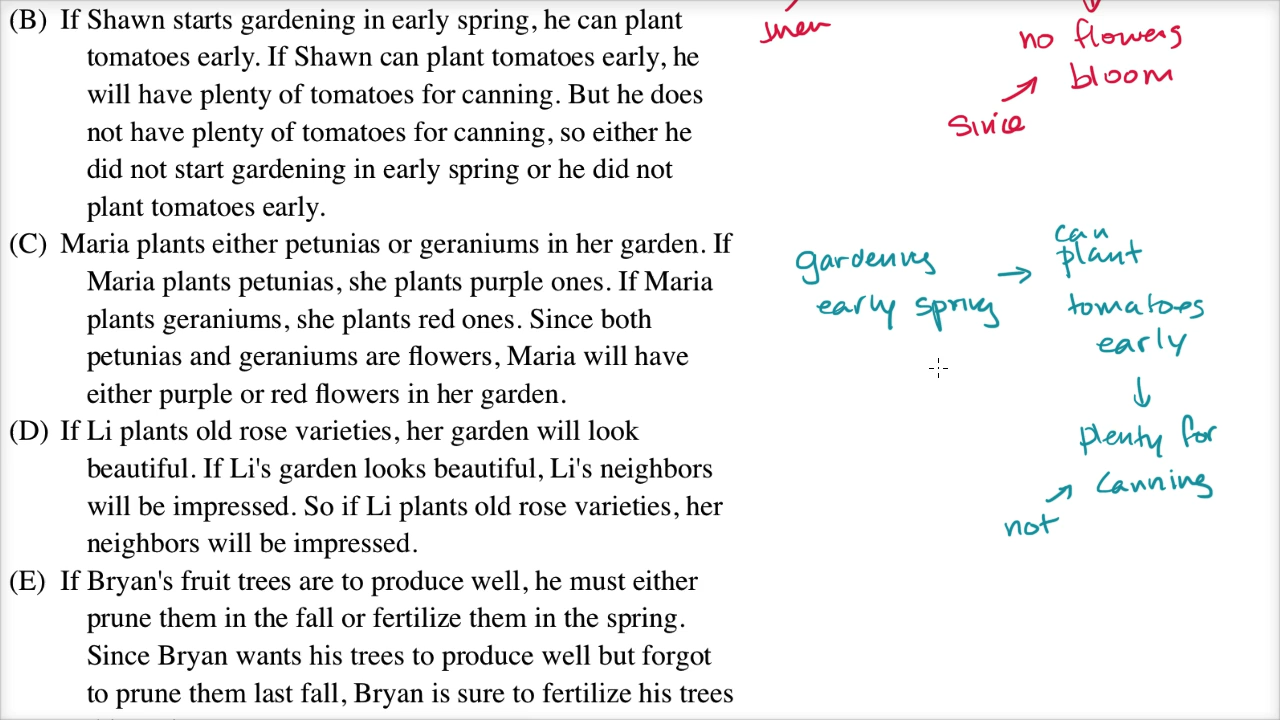 (B) If Shawn starts gardening in early spring, he can plant
tomatoes early. If Shawn can plant tomatoes early, he
will have plenty of tomatoes for canning. But he does
not have plenty of tomatoes for canning, so either he
did not start gardening in early spring or he did not
plant tomatoes early.
(C) Maria plants either petunias or geraniums in her garden. If
Maria plants petunias, she plants purple ones. If Maria
plants geraniums, she plants red ones. Since both
petunias and geraniums are flowers, Maria will have
either purple or red flowers in her garden.
(D) If Li plants old rose varieties, her garden will look
beautiful. If Li's garden looks beautiful, Li's neighbors
will be impressed. So if Li plants old rose varieties, her
neighbors will be impressed.
(E) If Bryan's fruit trees are to produce well, he must either
prune them in the fall or fertilize them in the spring.
Since Bryan wants his trees to produce well but forgot
to prune them last fall, Bryan is sure to fertilize his trees
no flowers
bloom
Since
gardening
early spring
→
can
plant
tomatoes
early
↓
plenty for
canning
not